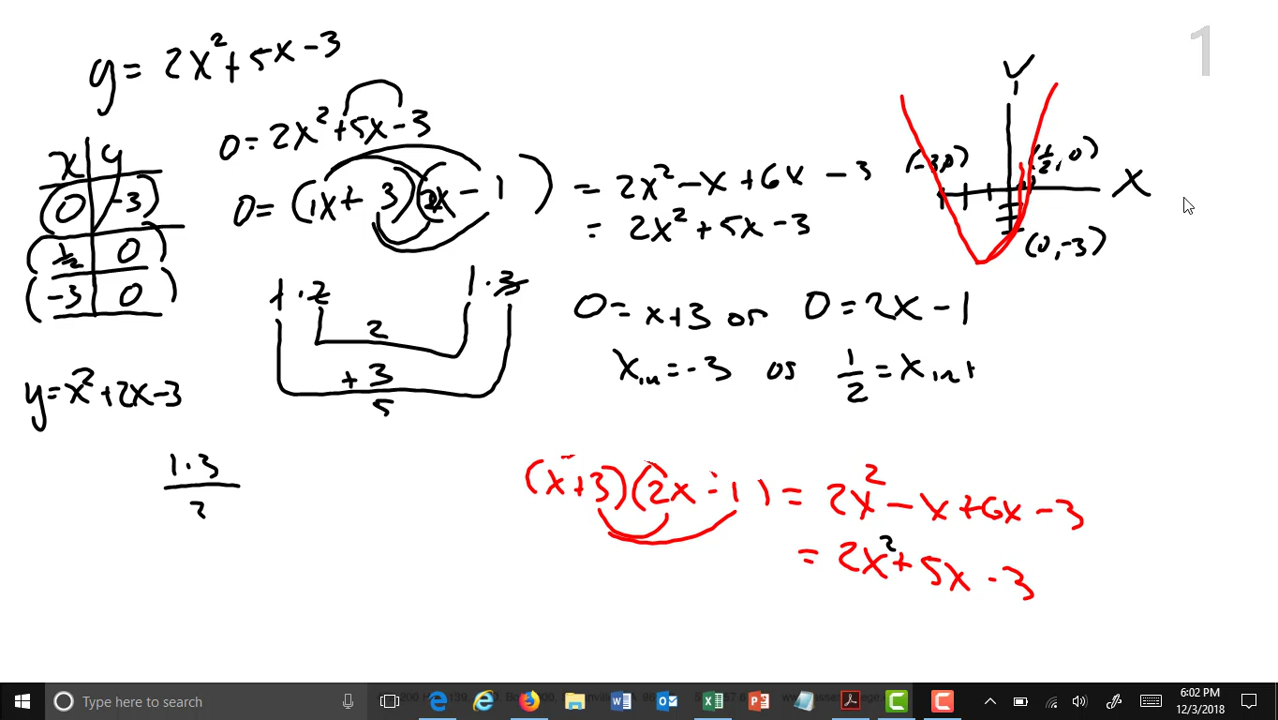 1
y = 2x² + 5x - 3
0 = 2x² + 5x - 3
0 = (1x + 3)(2x - 1) = 2x² - x + 6x - 3
= 2x² + 5x - 3
x y
0 -3
1/2 0
-3 0
Y
X
(-3,0)
(1/2, 0)
(0,-3)
1·2 1·3
2
+3
5
0 = x+3 or 0 = 2x - 1
x in = -3 or 1/2 = x int
y = x² + 2x - 3
1·3
2
(x+3)(2x - 1) = 2x² - x + 6x - 3
= 2x² + 5x - 3
Type here to search
6:02 PM
12/3/2018